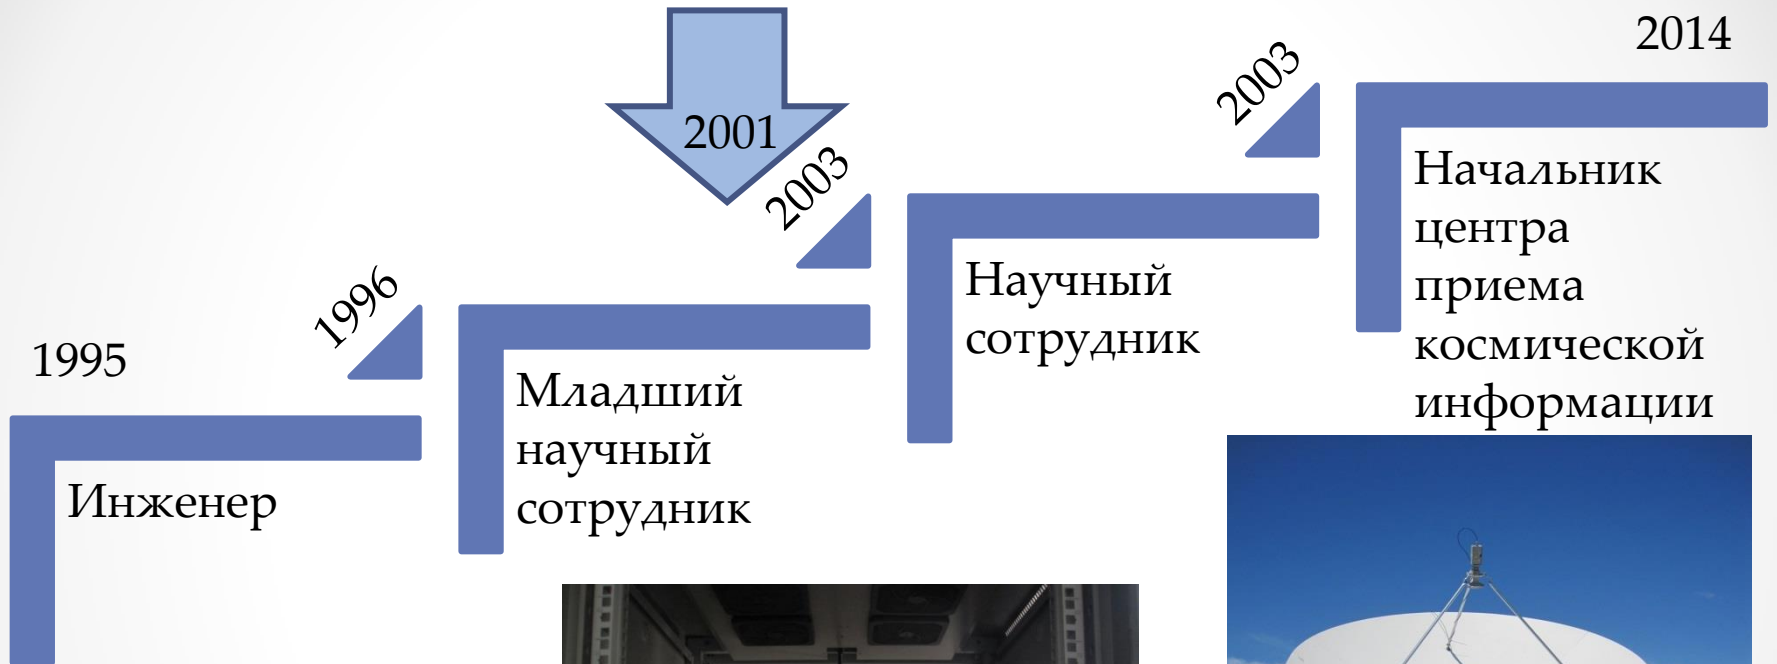 1995
Инженер
1996
Младший
научный
сотрудник
2001
2003
Научный
сотрудник
2003
2014
Начальник
центра
приема
космической
информации